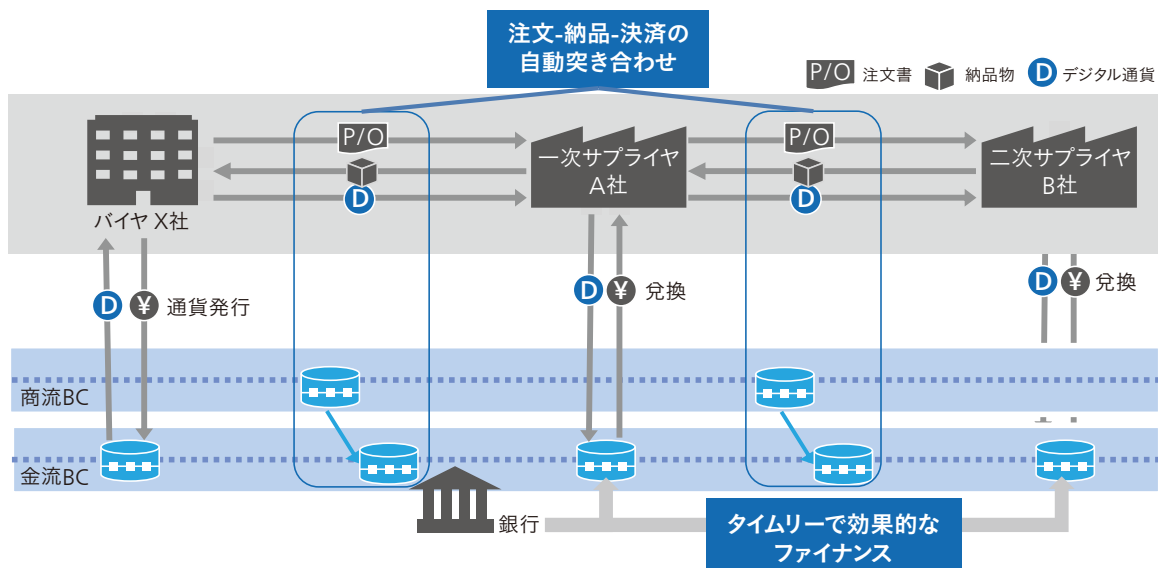 注文-納品-決済の
自動突き合わせ
P/O 注文書 納品物 D デジタル通貨
P/O
P/O
一次サプライヤ
A社
二次サプライヤ
B社
D
D
バイヤ X社
D ¥ 通貨発行
D ¥ 兌換
D ¥ 兌換
商流BC
金流BC
銀行
タイムリーで効果的な
ファイナンス